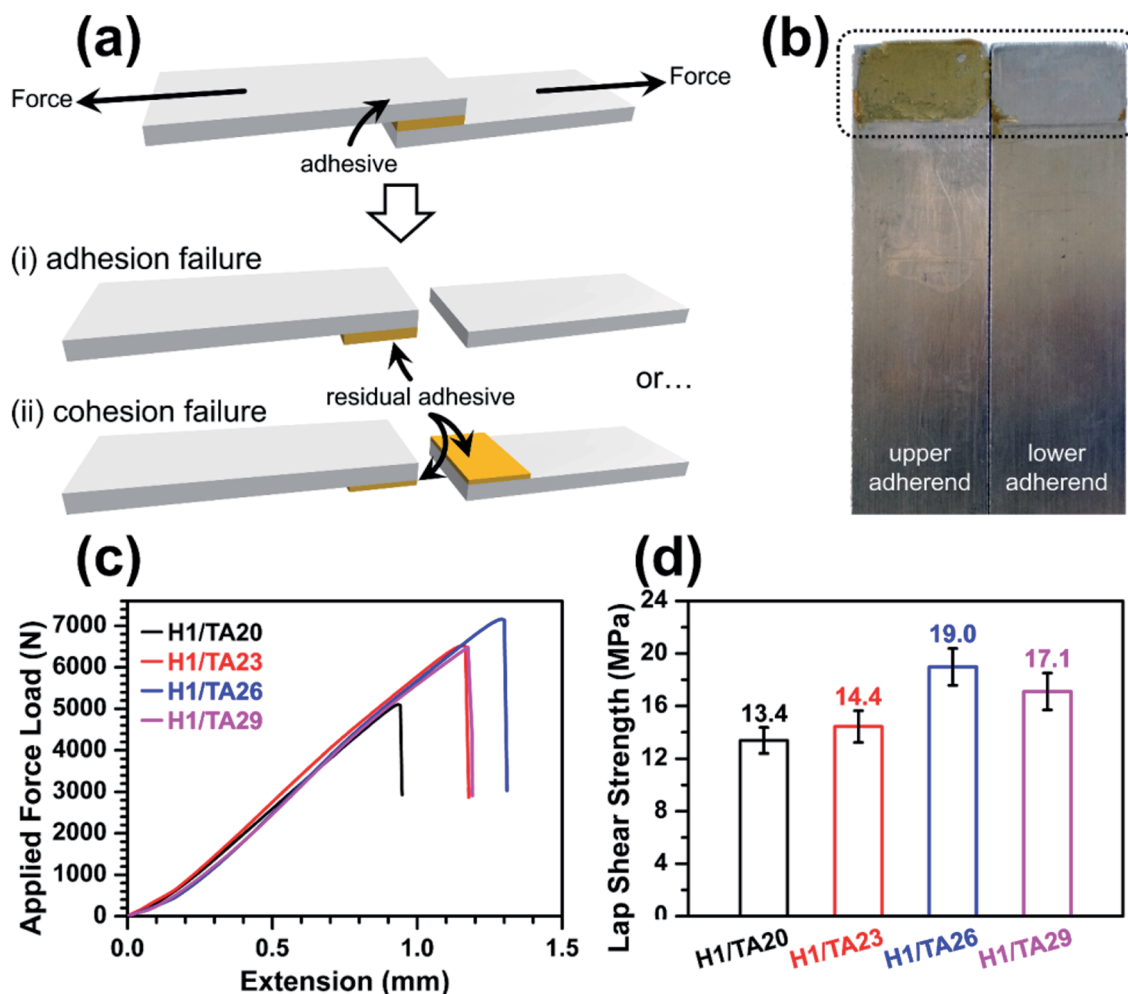 (a)
Force
Force
adhesive
(i) adhesion failure
residual adhesive
or...
(ii) cohesion failure
(b)
upper
adherend
lower
adherend
(c)
Applied Force Load (N)
7000
6000
5000
4000
3000
2000
1000
0
H1/TA20
H1/TA23
H1/TA26
H1/TA29
0.0
0.5
1.0
1.5
Extension (mm)
(d)
Lap Shear Strength (MPa)
24
20
16
12
8
4
0
13.4
14.4
19.0
17.1
H1/TA20
H1/TA23
H1/TA26
H1/TA29